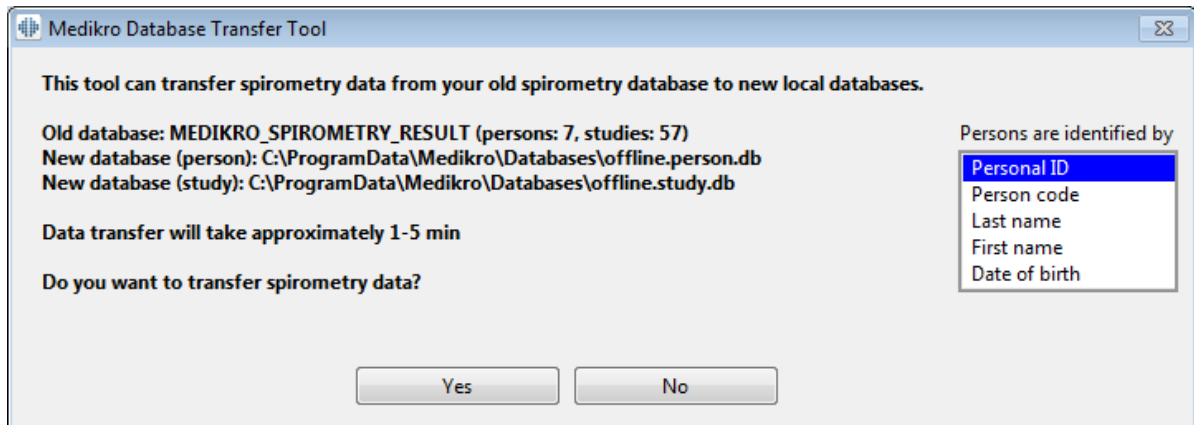 Medikro Database Transfer Tool
This tool can transfer spirometry data from your old spirometry database to new local databases.
Old database: MEDIKRO_SPIROMETRY_RESULT (persons: 7, studies: 57)
New database (person): C:\ProgramData\Medikro\Databases\offline.person.db
New database (study): C:\ProgramData\Medikro\Databases\offline.study.db
Data transfer will take approximately 1-5 min
Do you want to transfer spirometry data?
Persons are identified by
Personal ID
Person code
Last name
First name
Date of birth
Yes
No